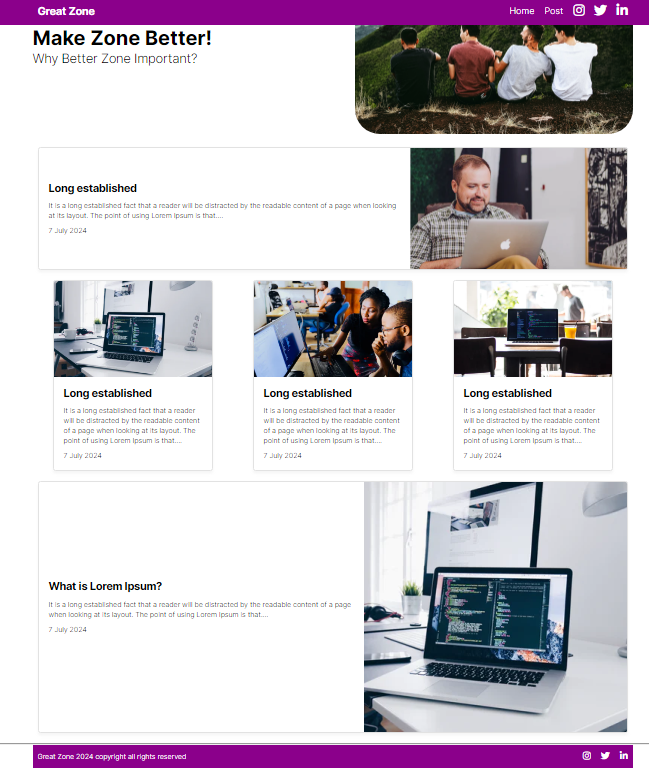 Great Zone
Home Post
Make Zone Better!
Why Better Zone Important?
Long established
It is a long established fact that a reader will be distracted by the readable content of a page when looking
at its layout. The point of using Lorem Ipsum is that....
7 July 2024
Long established
It is a long established fact that a reader
will be distracted by the readable content
of a page when looking at its layout. The
point of using Lorem Ipsum is that....
7 July 2024
Long established
It is a long established fact that a reader
will be distracted by the readable content
of a page when looking at its layout. The
point of using Lorem Ipsum is that....
7 July 2024
Long established
It is a long established fact that a reader
will be distracted by the readable content
of a page when looking at its layout. The
point of using Lorem Ipsum is that....
7 July 2024
What is Lorem Ipsum?
It is a long established fact that a reader will be distracted by the readable content of a page
when looking at its layout. The point of using Lorem Ipsum is that....
7 July 2024
Great Zone 2024 copyright all rights reserved